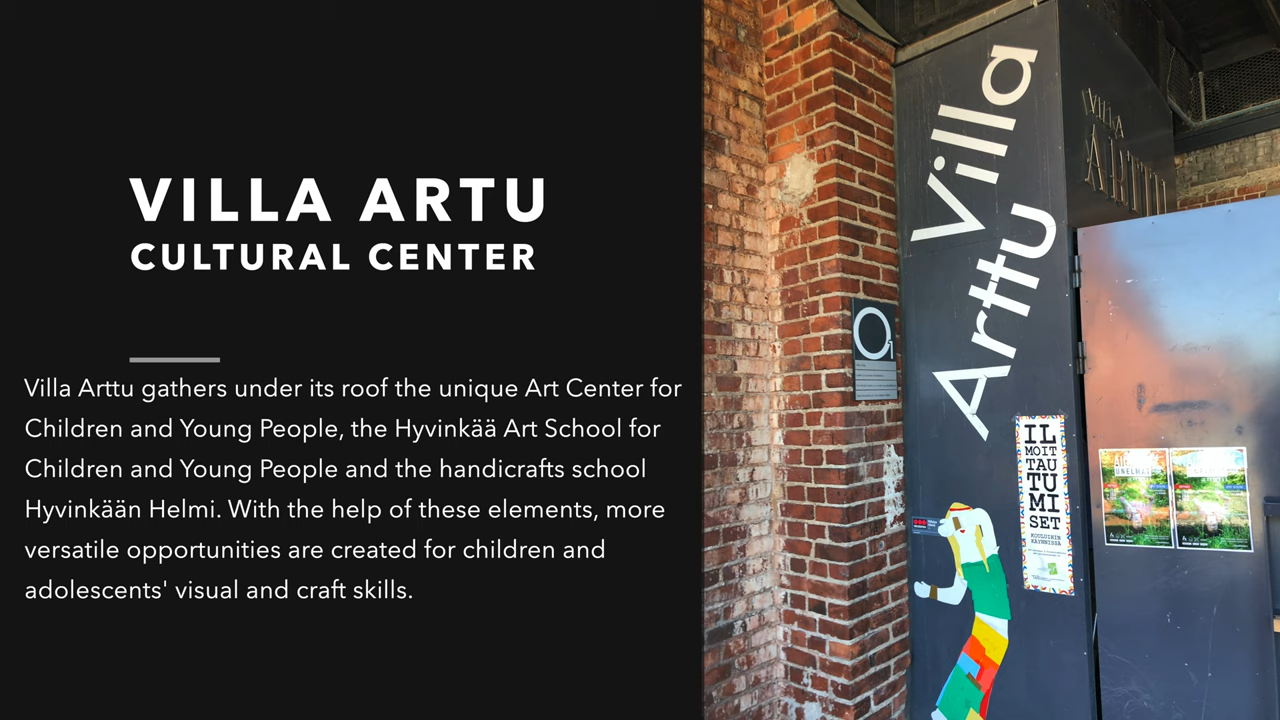 VILLA ARTU
CULTURAL CENTER
Villa Arttu gathers under its roof the unique Art Center for
Children and Young People, the Hyvinkää Art School for
Children and Young People and the handicrafts school
Hyvinkään Helmi. With the help of these elements, more
versatile opportunities are created for children and
adolescents' visual and craft skills.
Villa
Arttu
VILLA
ARTTU
IL
MOIT
TAU
TU
MI
SET
KOULUIHIN
KÄYNNISSÄ